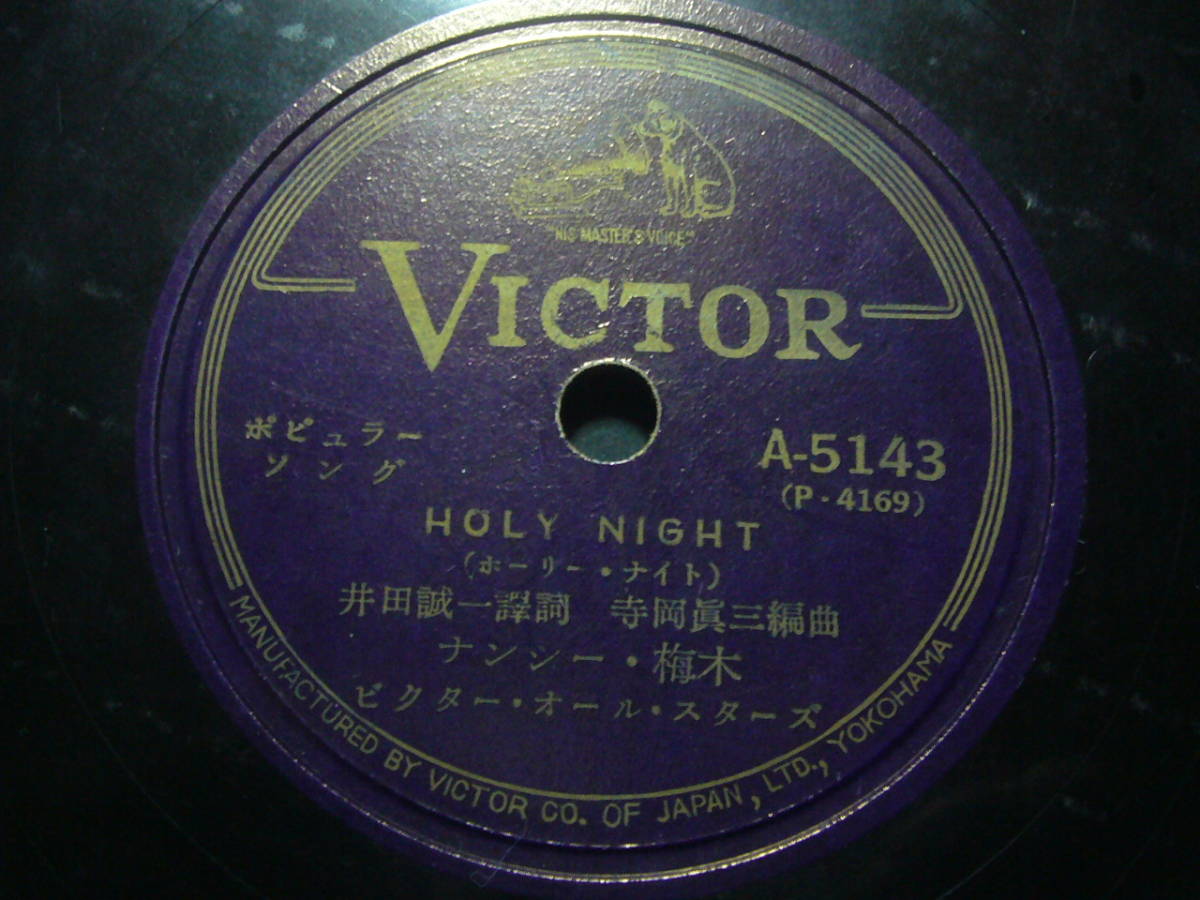 "HIS MASTER'S VOICE"
VICTOR
ポピュラー
ソング
A-5143
(P・4169)
HOLY NIGHT
(ホーリー・ナイト)
井田誠一譯詞 寺岡眞三編曲
ナンシー・梅木
ビクター・オール・スターズ
MANUFACTURED BY VICTOR CO. OF JAPAN, LTD., YOKOHAMA